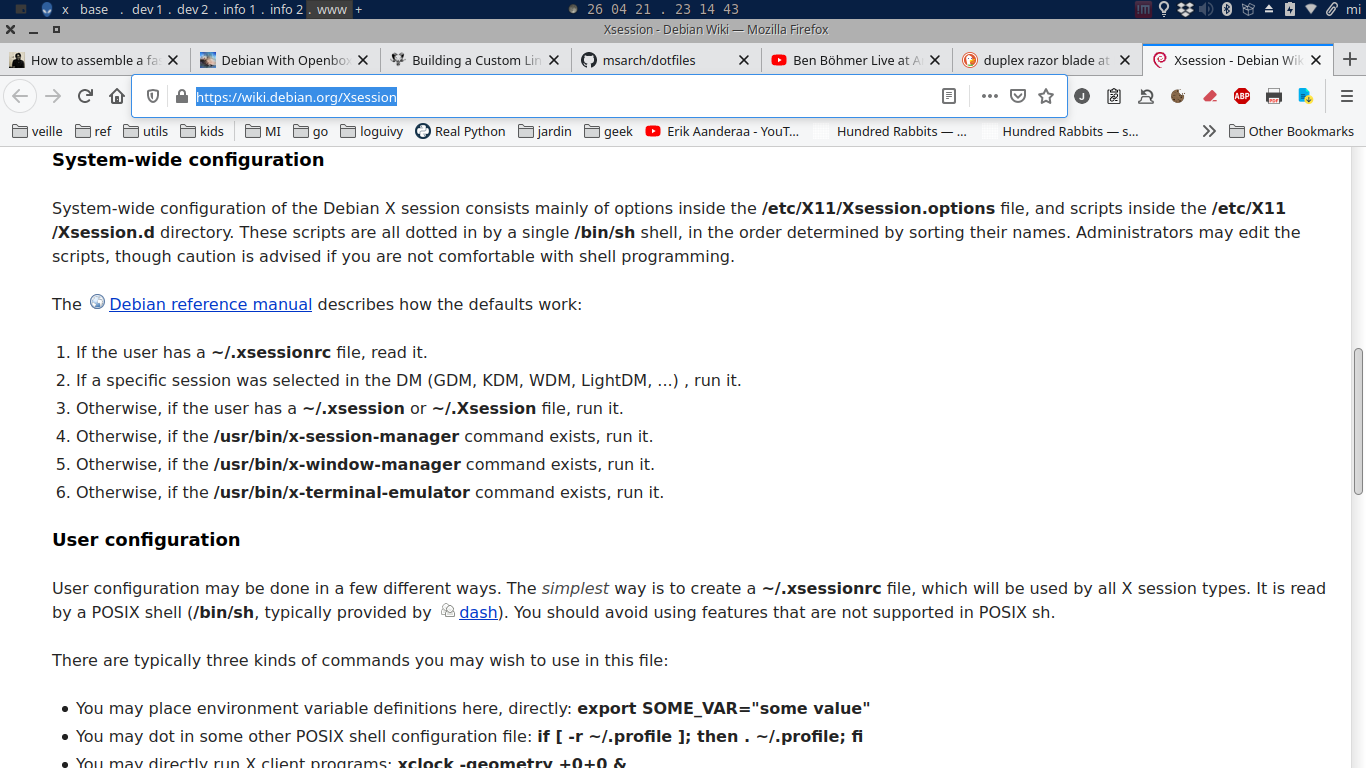 x base . dev 1 . dev 2 . info 1 . info 2 . www + 26 04 21 . 23 14 43 !m mi
Xsession - Debian Wiki — Mozilla Firefox
How to assemble a fa Debian With Openbox Building a Custom Lin msarch/dotfiles Ben Böhmer Live at A duplex razor blade at Xsession - Debian Wik
https://wiki.debian.org/Xsession J ABP PDF
veille ref utils kids MI go loguivy Real Python jardin geek Erik Aanderaa - YouT... Hundred Rabbits — ... Hundred Rabbits — s... Other Bookmarks
System-wide configuration
System-wide configuration of the Debian X session consists mainly of options inside the /etc/X11/Xsession.options file, and scripts inside the /etc/X11
/Xsession.d directory. These scripts are all dotted in by a single /bin/sh shell, in the order determined by sorting their names. Administrators may edit the
scripts, though caution is advised if you are not comfortable with shell programming.
The Debian reference manual describes how the defaults work:
1. If the user has a ~/.xsessionrc file, read it.
2. If a specific session was selected in the DM (GDM, KDM, WDM, LightDM, ...) , run it.
3. Otherwise, if the user has a ~/.xsession or ~/.Xsession file, run it.
4. Otherwise, if the /usr/bin/x-session-manager command exists, run it.
5. Otherwise, if the /usr/bin/x-window-manager command exists, run it.
6. Otherwise, if the /usr/bin/x-terminal-emulator command exists, run it.
User configuration
User configuration may be done in a few different ways. The simplest way is to create a ~/.xsessionrc file, which will be used by all X session types. It is read
by a POSIX shell (/bin/sh, typically provided by dash). You should avoid using features that are not supported in POSIX sh.
There are typically three kinds of commands you may wish to use in this file:
• You may place environment variable definitions here, directly: export SOME_VAR="some value"
• You may dot in some other POSIX shell configuration file: if [ -r ~/.profile ]; then . ~/.profile; fi
• You may directly run X client programs: xclock -geometry +0+0 &